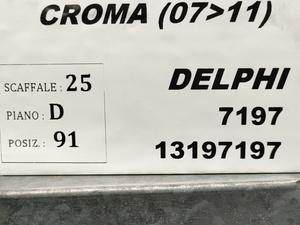 CROMA (07>11)
SCAFFALE : 25
PIANO : D
POSIZ. : 91
DELPHI
7197
13197197